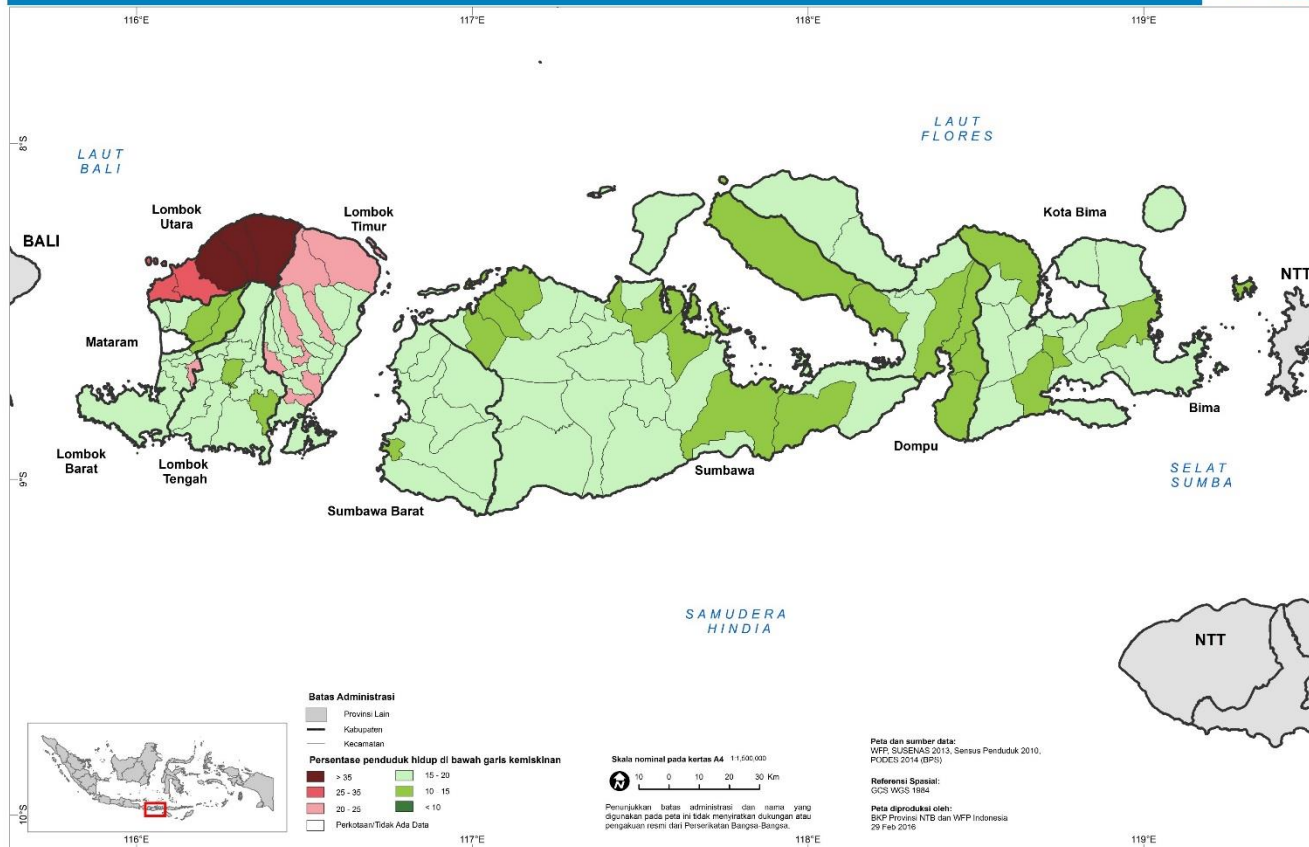 116°E
117°E
118°E
119°E
8°S
LAUT
BALI
LAUT
FLORES
Lombok
Utara
Lombok
Timur
Kota Bima
BALI
NTT
Mataram
Bima
Lombok
Barat
Lombok
Tengah
Dompu
Sumbawa
9°S
SELAT
SUMBA
Sumbawa Barat
SAMUDERA
HINDIA
NTT
Batas Administrasi
Provinsi Lain
Kabupaten
Kecamatan
Persentase penduduk hidup di bawah garis kemiskinan
> 35
25 - 35
20 - 25
15 - 20
10 - 15
< 10
Perkotaan/Tidak Ada Data
Skala nominal pada kertas A4 1:1,500,000
10 0 10 20 30 Km
Penunjukkan batas administrasi dan nama yang
digunakan pada peta ini tidak menyiratkan dukungan atau
pengakuan resmi dari Perserikatan Bangsa-Bangsa.
Peta dan sumber data:
WFP, SUSENAS 2013, Sensus Penduduk 2010,
PODES 2014 (BPS)
Referensi Spasial:
GCS WGS 1984
Peta diproduksi oleh:
BKP Provinsi NTB dan WFP Indonesia
29 Feb 2016
10°S
116°E
117°E
118°E
119°E